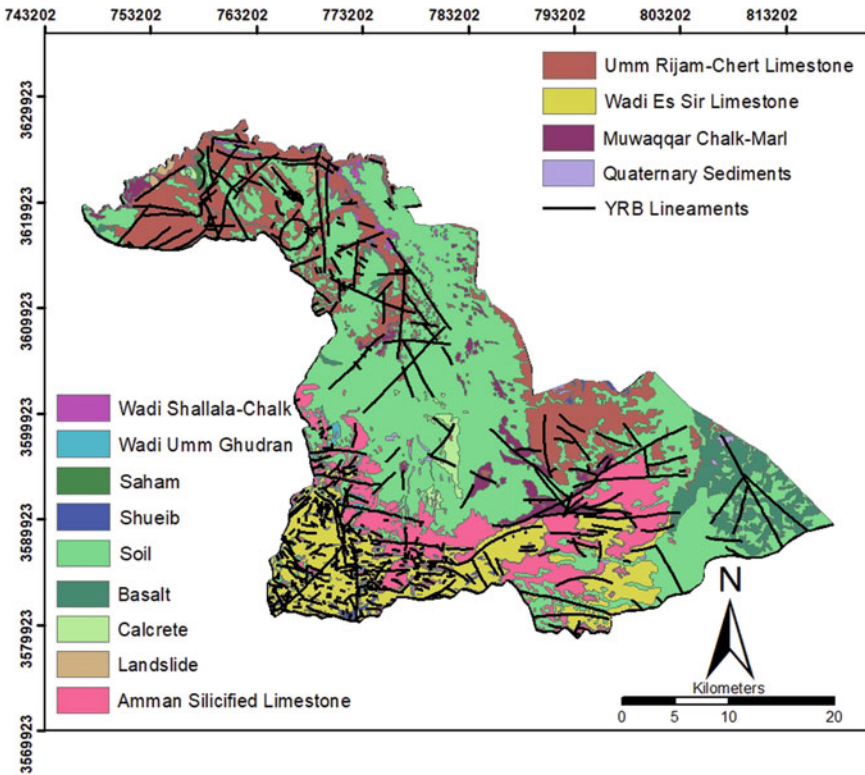 743202 753202 763202 773202 783202 793202 803202 813202
3629923
3619923
3609923
3599923
3589923
3579923
3569923
Umm Rijam-Chert Limestone
Wadi Es Sir Limestone
Muwaqqar Chalk-Marl
Quaternary Sediments
YRB Lineaments
Wadi Shallala-Chalk
Wadi Umm Ghudran
Saham
Shueib
Soil
Basalt
Calcrete
Landslide
Amman Silicified Limestone
N
Kilometers
0 5 10 20